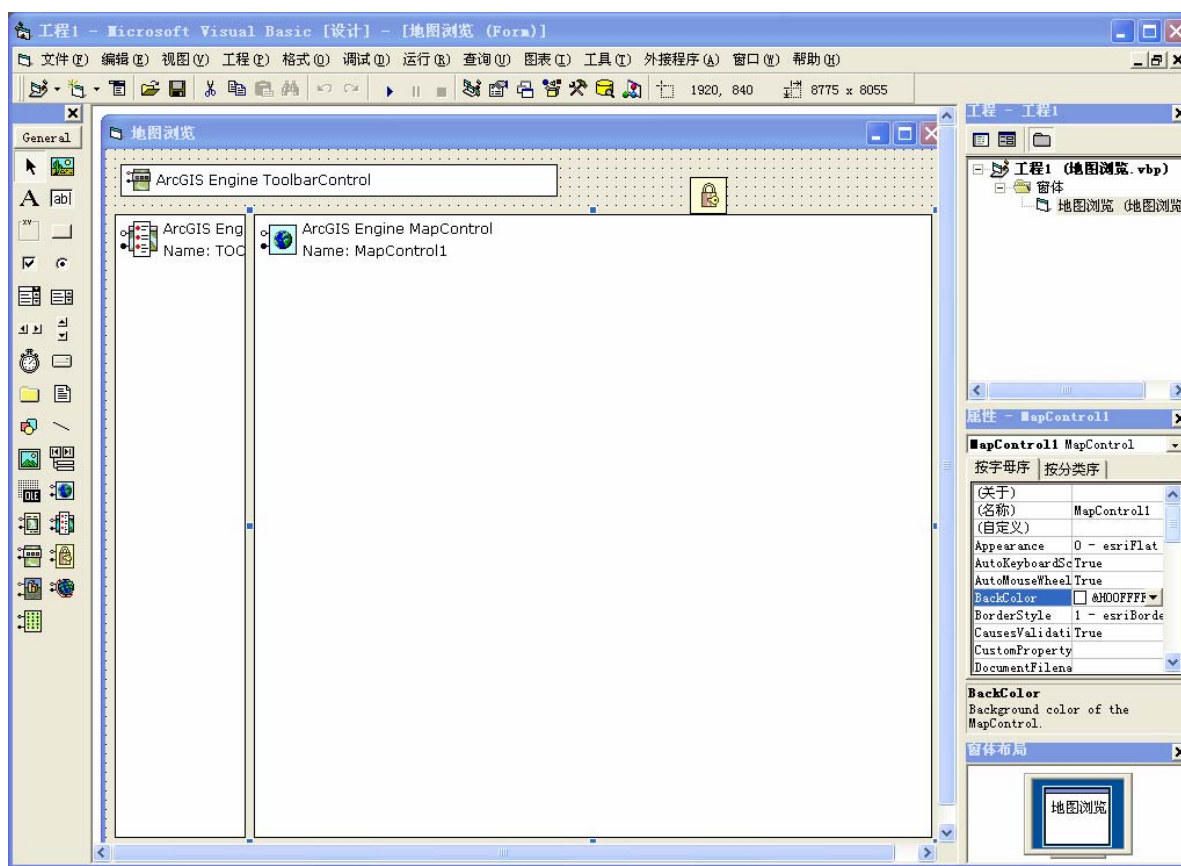 工程1 - Microsoft Visual Basic [设计] - [地图浏览 (Form)]
文件(F) 编辑(E) 视图(V) 工程(P) 格式(O) 调试(D) 运行(R) 查询(U) 图表(I) 工具(T) 外接程序(A) 窗口(W) 帮助(H)
1920, 840 8775 x 8055
General
A ab
XY
OLE
地图浏览
ArcGIS Engine ToolbarControl
ArcGIS Eng
Name: TOC
ArcGIS Engine MapControl
Name: MapControl1
工程 - 工程1
工程1 (地图浏览.vbp)
窗体
地图浏览 (地图浏览
属性 - MapControl1
MapControl1 MapControl
按字母序 按分类序
(关于)
(名称) MapControl1
(自定义)
Appearance 0 - esriFlat
AutoKeyboardSc True
AutoMouseWheel True
BackColor &H00FFFF
BorderStyle 1 - esriBorde
CausesValidati True
CustomProperty
DocumentFilena
BackColor
Background color of the
MapControl.
窗体布局
地图浏览